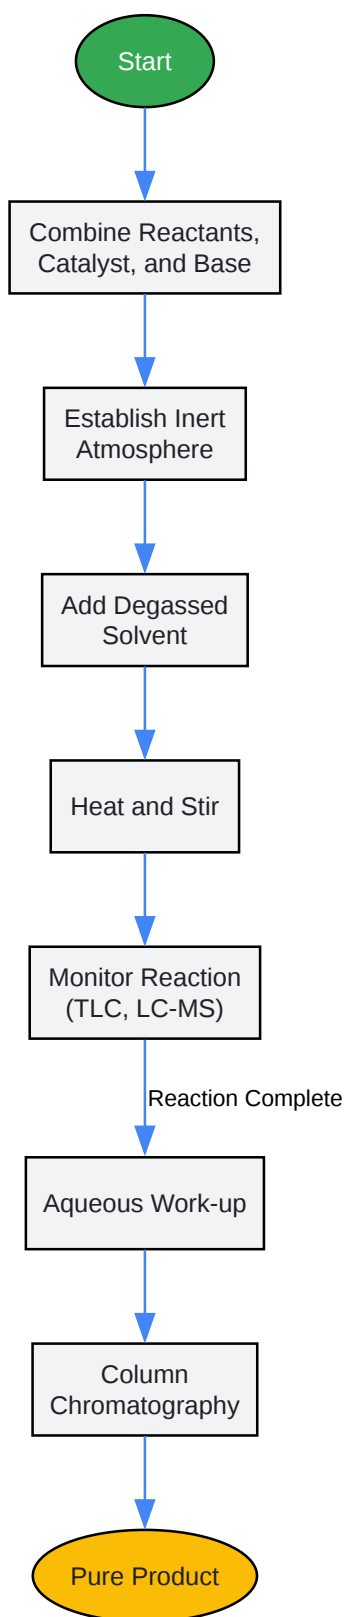 Start
Combine Reactants,
Catalyst, and Base
Establish Inert
Atmosphere
Add Degassed
Solvent
Heat and Stir
Monitor Reaction
(TLC, LC-MS)
Reaction Complete
Aqueous Work-up
Column
Chromatography
Pure Product